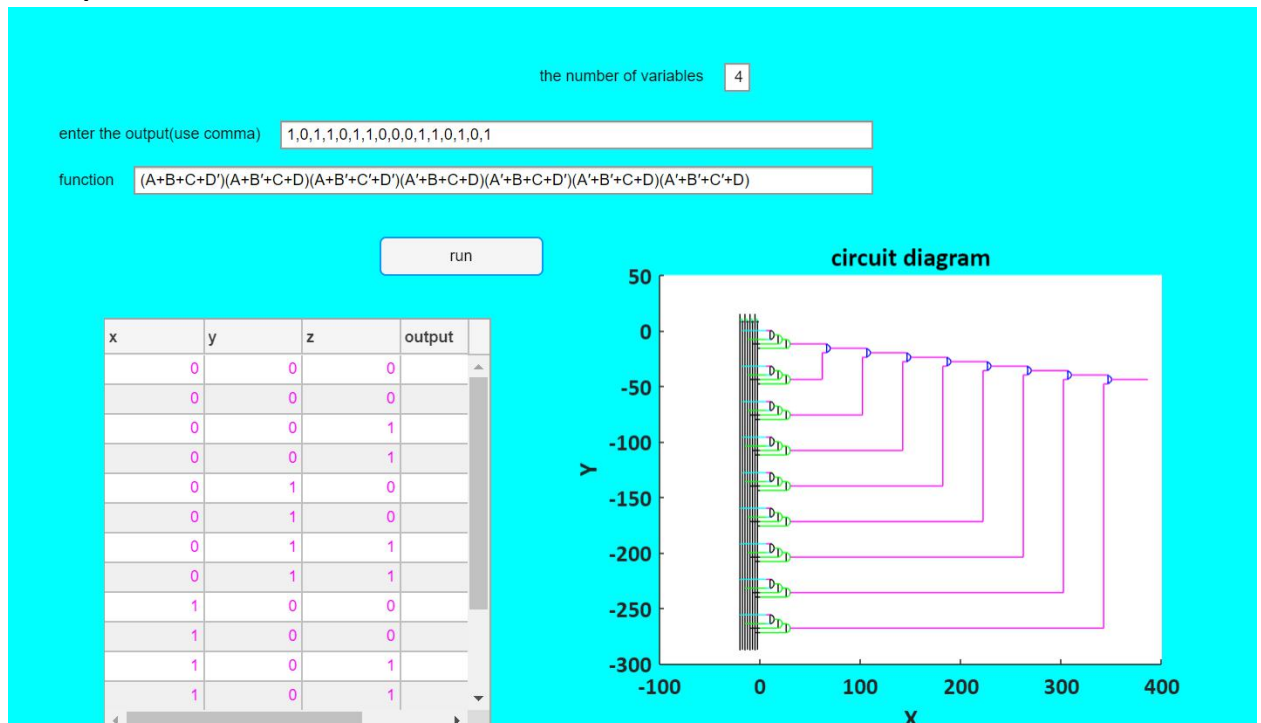 the number of variables 4
enter the output(use comma) 1,0,1,1,0,1,1,0,0,0,1,1,0,1,0,1
function (A+B+C+D')(A+B'+C+D)(A+B'+C'+D')(A'+B+C+D)(A'+B+C+D')(A'+B'+C+D)(A'+B'+C'+D)
run
circuit diagram
x y z output
0 0 0
0 0 0
0 0 1
0 0 1
0 1 0
0 1 0
0 1 1
0 1 1
1 0 0
1 0 0
1 0 1
1 0 1
50
0
-50
-100
-150
-200
-250
-300
Y
-100 0 100 200 300 400
X